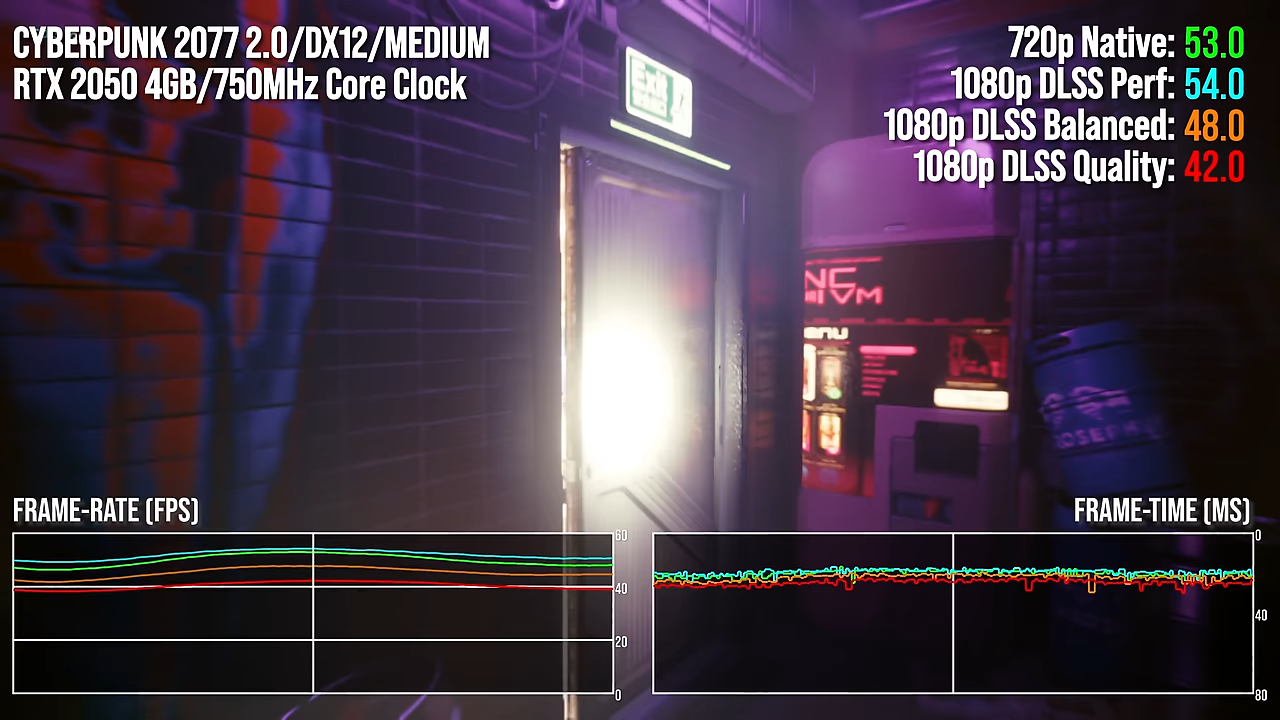 CYBERPUNK 2077 2.0/DX12/MEDIUM
RTX 2050 4GB/750MHz Core Clock
720p Native: 53.0
1080p DLSS Perf: 54.0
1080p DLSS Balanced: 48.0
1080p DLSS Quality: 42.0
Exit
NC
FRAME-RATE (FPS)
60
40
20
0
FRAME-TIME (MS)
0
40
80